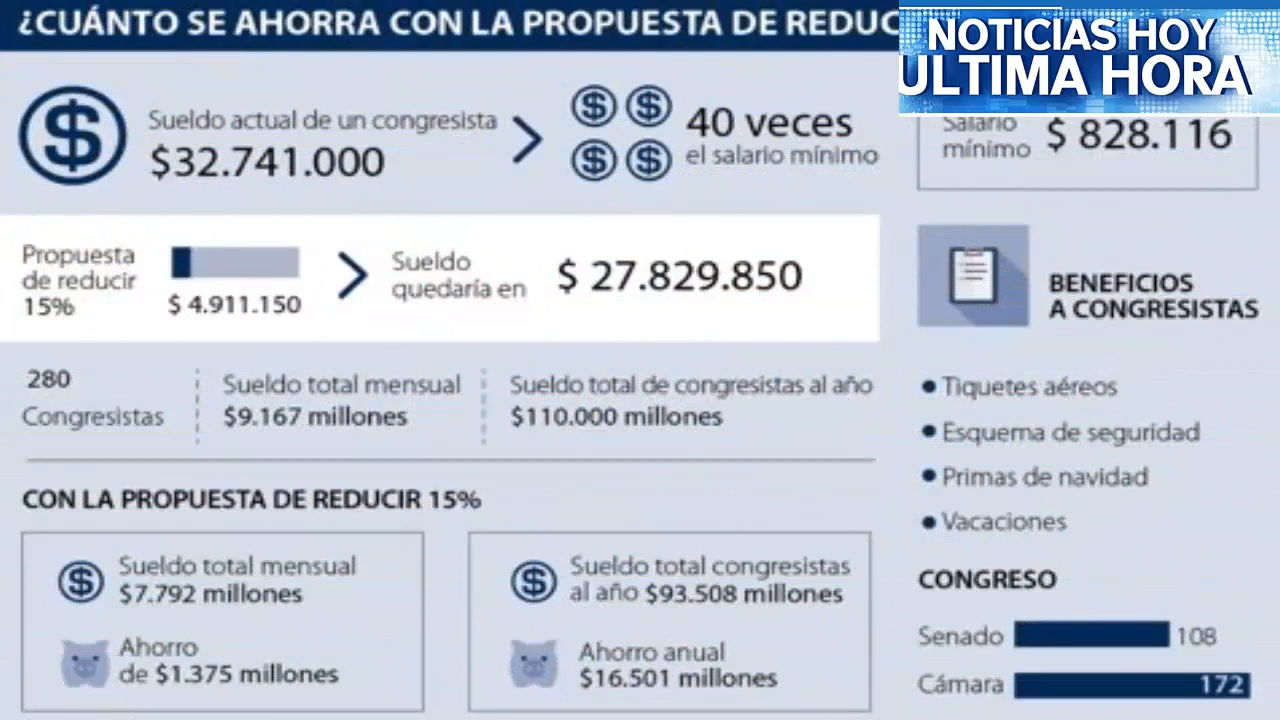 ¿CUÁNTO SE AHORRA CON LA PROPUESTA DE REDUC
NOTICIAS HOY
ULTIMA HORA
Sueldo actual de un congresista
$32.741.000
40 veces
el salario mínimo
Salario
mínimo
$ 828.116
Propuesta
de reducir
15%
$ 4.911.150
Sueldo
quedaría en
$ 27.829.850
280
Congresistas
Sueldo total mensual
$9.167 millones
Sueldo total de congresistas al año
$110.000 millones
CON LA PROPUESTA DE REDUCIR 15%
Sueldo total mensual
$7.792 millones
Ahorro
de $1.375 millones
Sueldo total congresistas
al año $93.508 millones
Ahorro anual
$16.501 millones
BENEFICIOS
A CONGRESISTAS
• Tiquetes aéreos
• Esquema de seguridad
• Primas de navidad
• Vacaciones
CONGRESO
Senado 108
Cámara 172